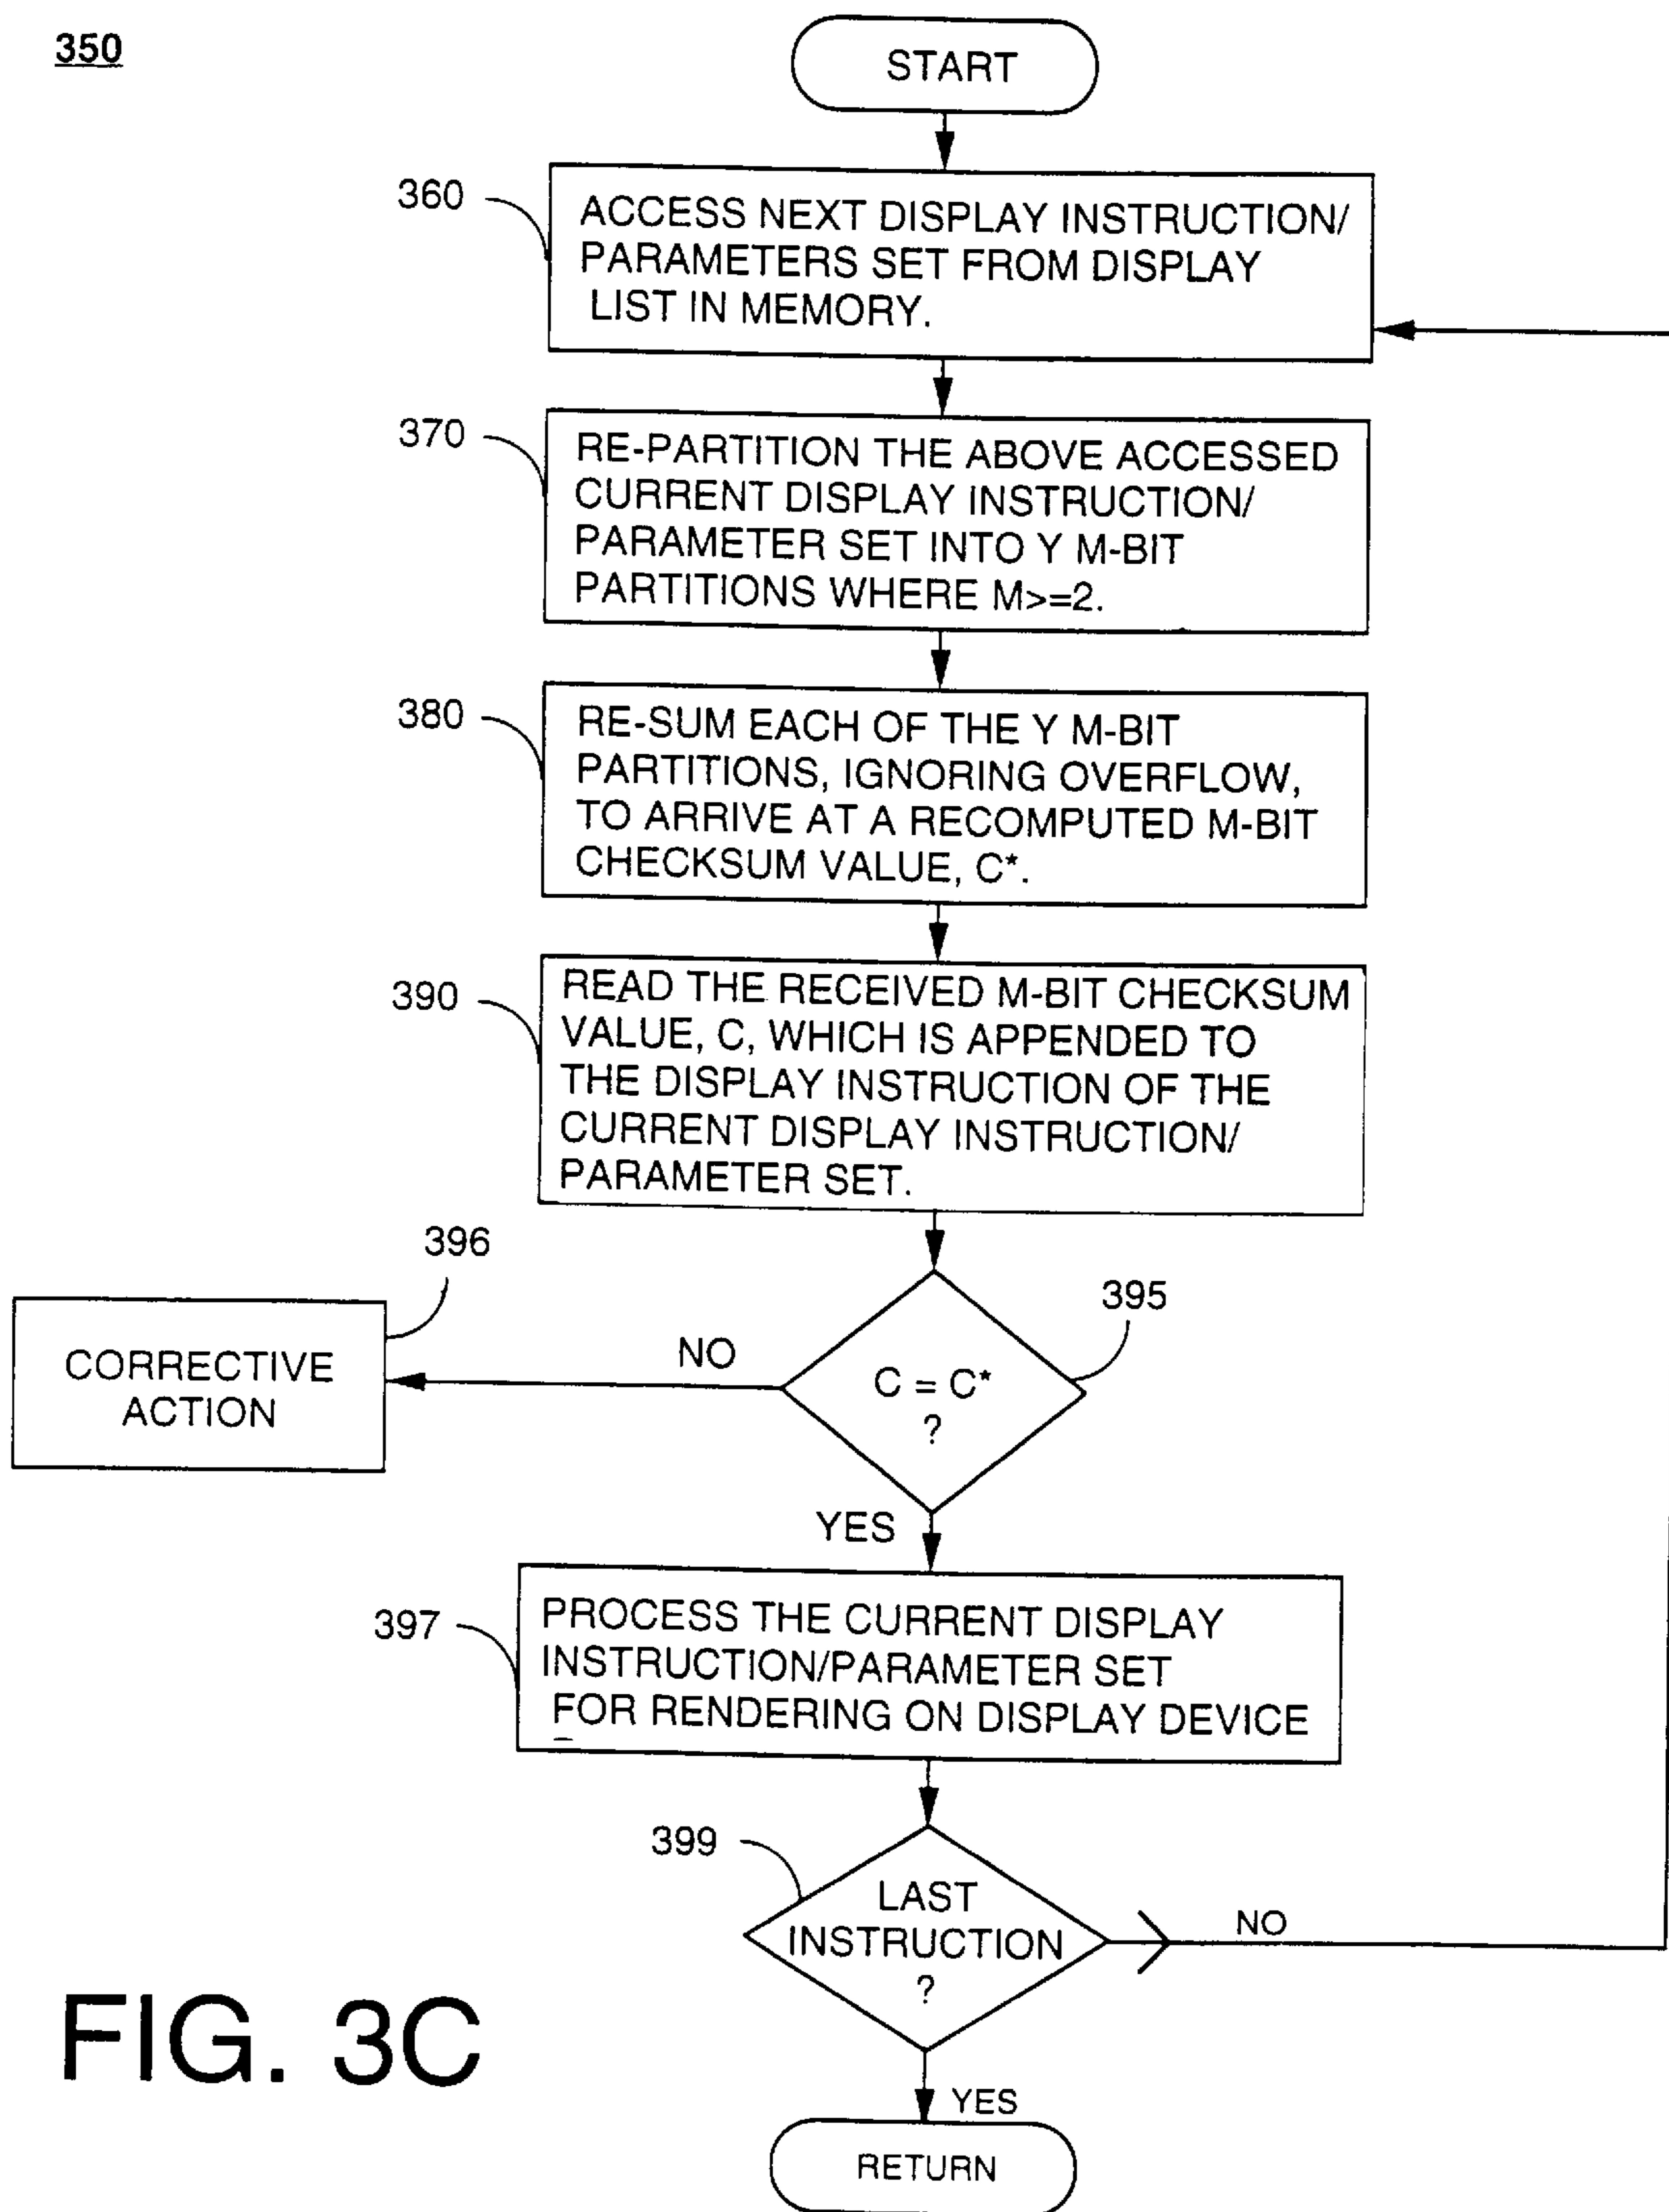 350
START
360
ACCESS NEXT DISPLAY INSTRUCTION/
PARAMETERS SET FROM DISPLAY
LIST IN MEMORY.
370
RE-PARTITION THE ABOVE ACCESSED
CURRENT DISPLAY INSTRUCTION/
PARAMETER SET INTO Y M-BIT
PARTITIONS WHERE M>=2.
380
RE-SUM EACH OF THE Y M-BIT
PARTITIONS, IGNORING OVERFLOW,
TO ARRIVE AT A RECOMPUTED M-BIT
CHECKSUM VALUE, C*.
390
READ THE RECEIVED M-BIT CHECKSUM
VALUE, C, WHICH IS APPENDED TO
THE DISPLAY INSTRUCTION OF THE
CURRENT DISPLAY INSTRUCTION/
PARAMETER SET.
396
CORRECTIVE
ACTION
NO
395
C = C*
?
YES
397
PROCESS THE CURRENT DISPLAY
INSTRUCTION/PARAMETER SET
FOR RENDERING ON DISPLAY DEVICE
399
LAST
INSTRUCTION
?
NO
YES
RETURN
FIG. 3C